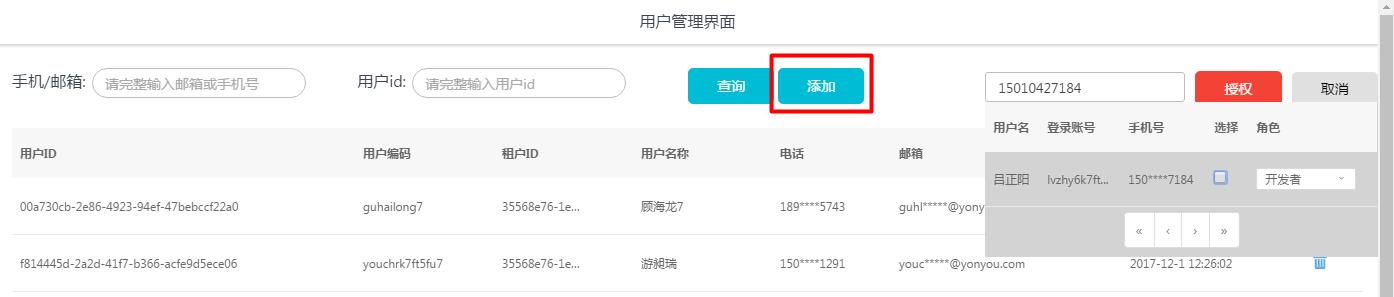 用户管理界面
手机/邮箱: 请完整输入邮箱或手机号 用户id: 请完整输入用户id 查询 添加 15010427184 授权 取消
用户名 登录账号 手机号 选择 角色
吕正阳 lvzhy6k7ft... 150****7184 开发者
« ‹ › »
用户ID 用户编码 租户ID 用户名称 电话 邮箱
00a730cb-2e86-4923-94ef-47bebccf22a0 guhailong7 35568e76-1e... 顾海龙7 189****5743 guhl*****@yony
f814445d-2a2d-41f7-b366-acfe9d5ece06 youchrk7ft5fu7 35568e76-1e... 游昶瑞 150****1291 youc*****@yonyou.com 2017-12-1 12:26:02